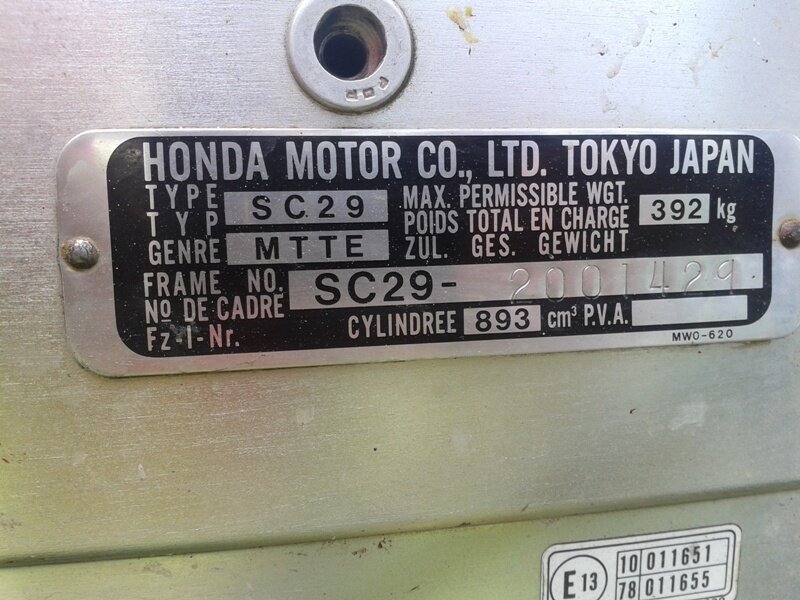 HONDA MOTOR CO., LTD. TOKYO JAPAN
TYPE
TYP
SC29
MAX. PERMISSIBLE WGT.
POIDS TOTAL EN CHARGE
ZUL. GES. GEWICHT
392 kg
GENRE MTTE
FRAME NO.
Nº DE CADRE
Fz-I-Nr.
SC29-2001429
CYLINDREE 893 cm³ P.V.A.
MW0-620
E13
10 011651
78 011655